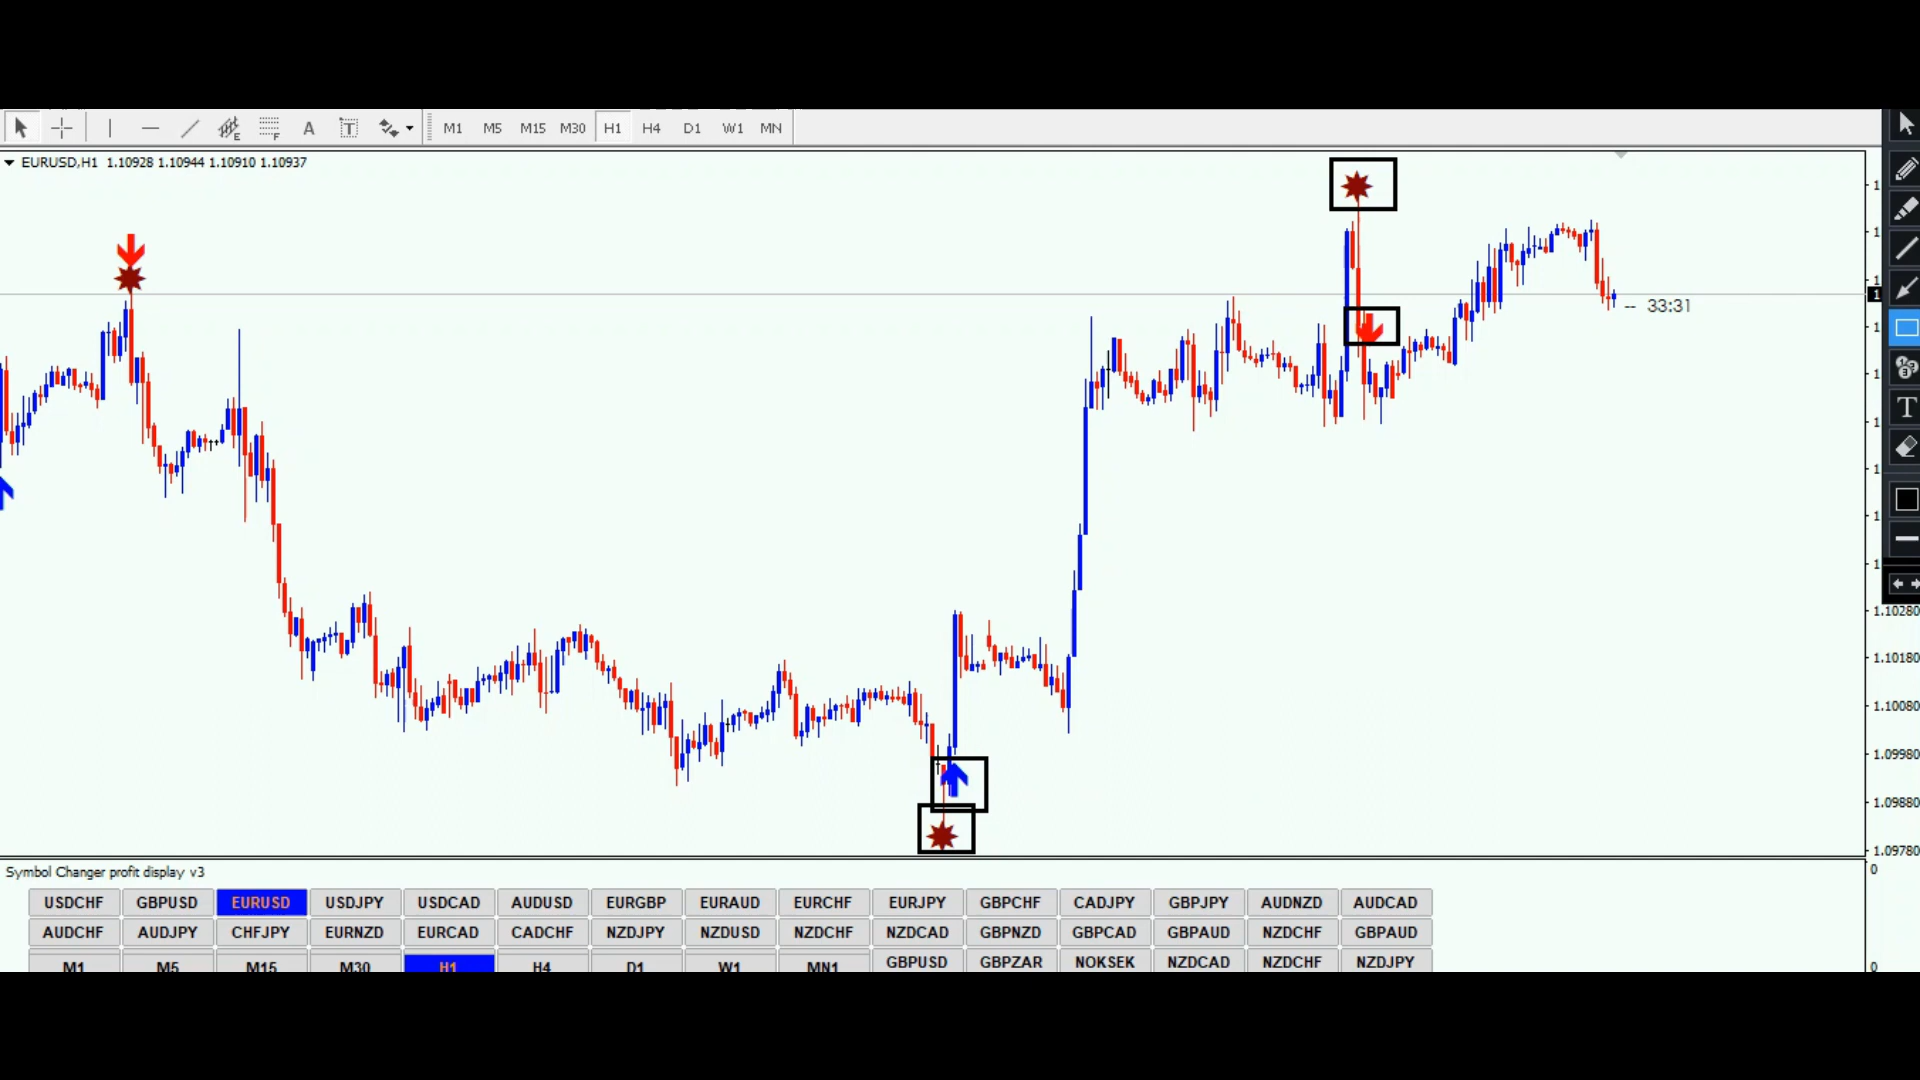 A T M1 M5 M15 M30 H1 H4 D1 W1 MN
EURUSD,H1 1.10928 1.10944 1.10910 1.10937
33:31
T
1.10280
1.10180
1.10080
1.09980
1.09880
1.09780
Symbol Changer profit display v3
0
USDCHF GBPUSD EURUSD USDJPY USDCAD AUDUSD EURGBP EURAUD EURCHF EURJPY GBPCHF CADJPY GBPJPY AUDNZD AUDCAD
AUDCHF AUDJPY CHFJPY EURNZD EURCAD CADCHF NZDJPY NZDUSD NZDCHF NZDCAD GBPNZD GBPCAD GBPAUD NZDCHF GBPAUD
M1 M5 M15 M30 H1 H4 D1 W1 MN1 GBPUSD GBPZAR NOKSEK NZDCAD NZDCHF NZDJPY
0